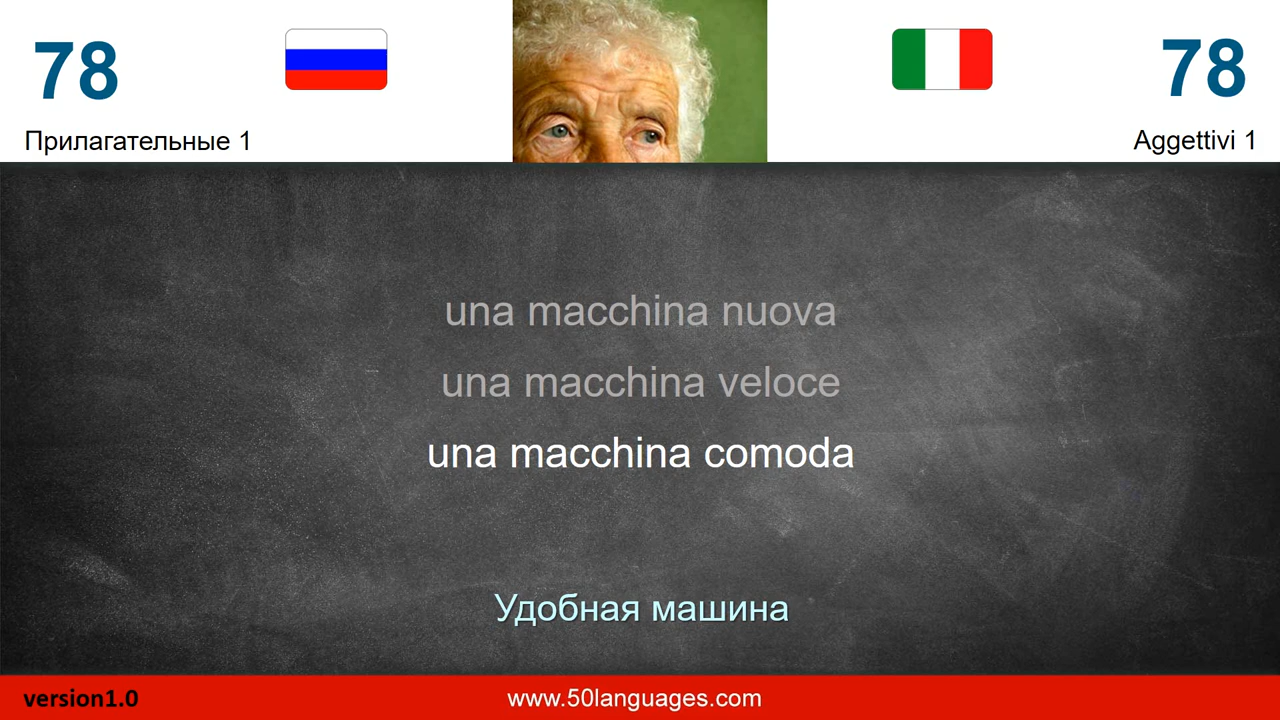 78
78
Прилагательные 1
Aggettivi 1
una macchina nuova
una macchina veloce
una macchina comoda
Удобная машина
version1.0
www.50languages.com